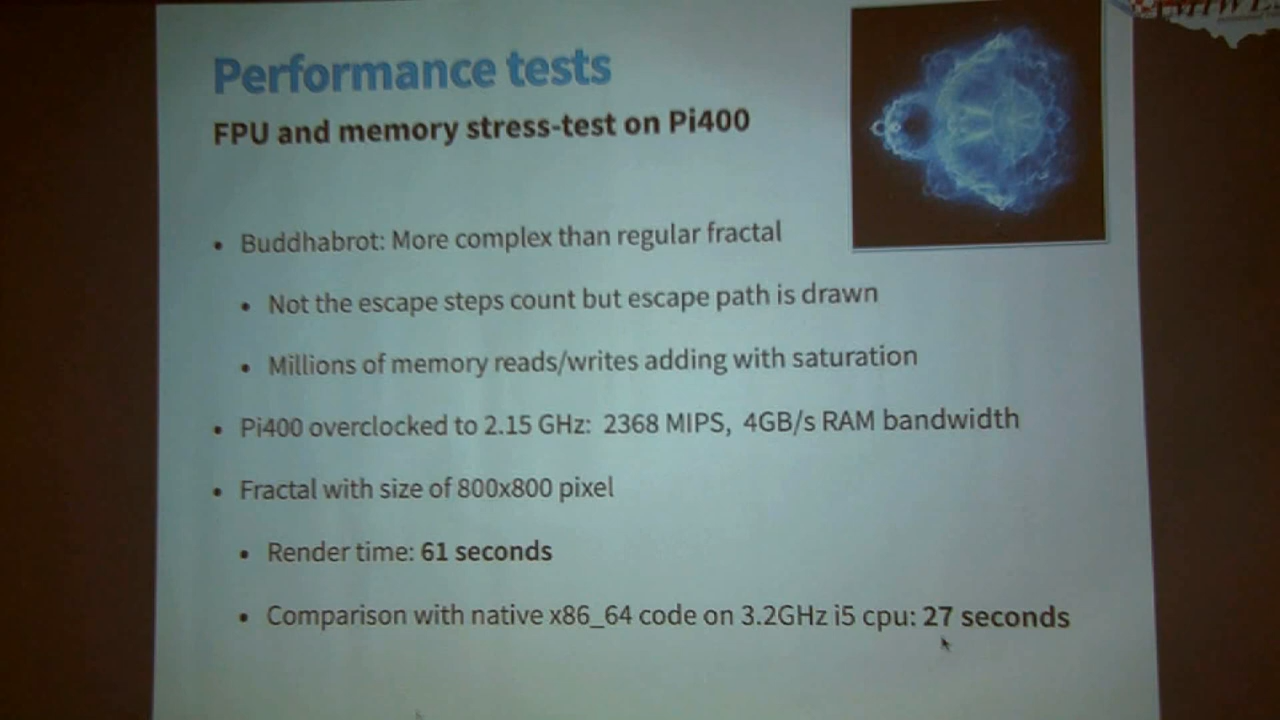 Performance tests
FPU and memory stress-test on Pi400
• Buddhabrot: More complex than regular fractal
• Not the escape steps count but escape path is drawn
• Millions of memory reads/writes adding with saturation
• Pi400 overclocked to 2.15 GHz: 2368 MIPS, 4GB/s RAM bandwidth
• Fractal with size of 800x800 pixel
• Render time: 61 seconds
• Comparison with native x86_64 code on 3.2GHz i5 cpu: 27 seconds